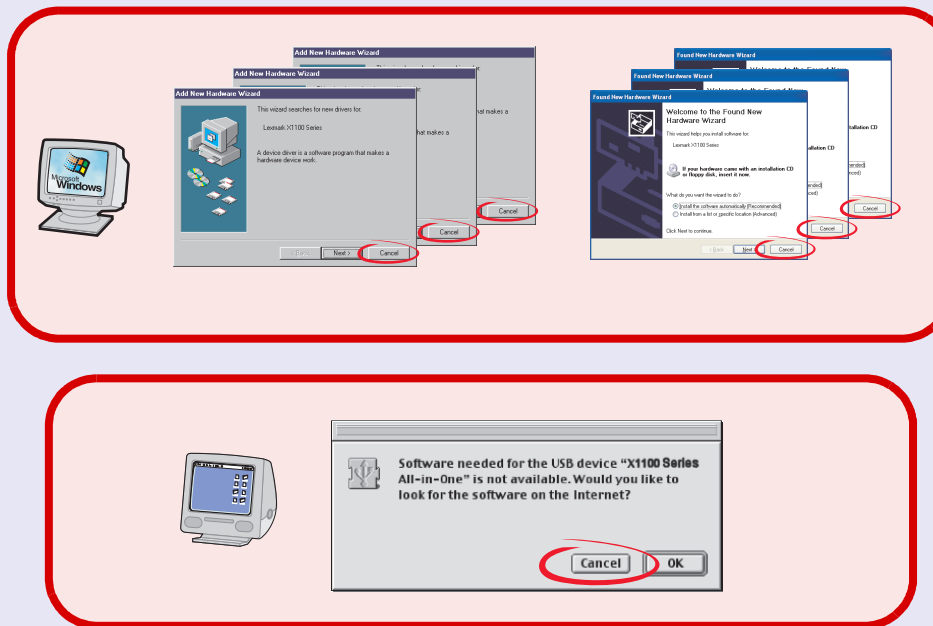 Add New Hardware Wizard
Add New Hardware Wizard
hat makes a
Cancel
Add New Hardware Wizard
hat makes a
Cancel
This wizard searches for new drivers for:
Lexmark X1100 Series
A device driver is a software program that makes a
hardware device work.
< Back
Next >
Cancel
Microsoft
Windows
Found New Hardware Wizard
Found New Hardware Wizard
tallation CD
Cancel
Found New Hardware Wizard
allation CD
Cancel
Welcome to the Found New
Hardware Wizard
This wizard helps you install software for:
Lexmark X1100 Series
If your hardware came with an installation CD
or floppy disk, insert it now.
What do you want the wizard to do?
Install the software automatically (Recommended)
Install from a list or specific location (Advanced)
Click Next to continue.
< Back
Next >
Cancel
Software needed for the USB device “X1100 Series
All-in-One” is not available. Would you like to
look for the software on the Internet?
Cancel
OK